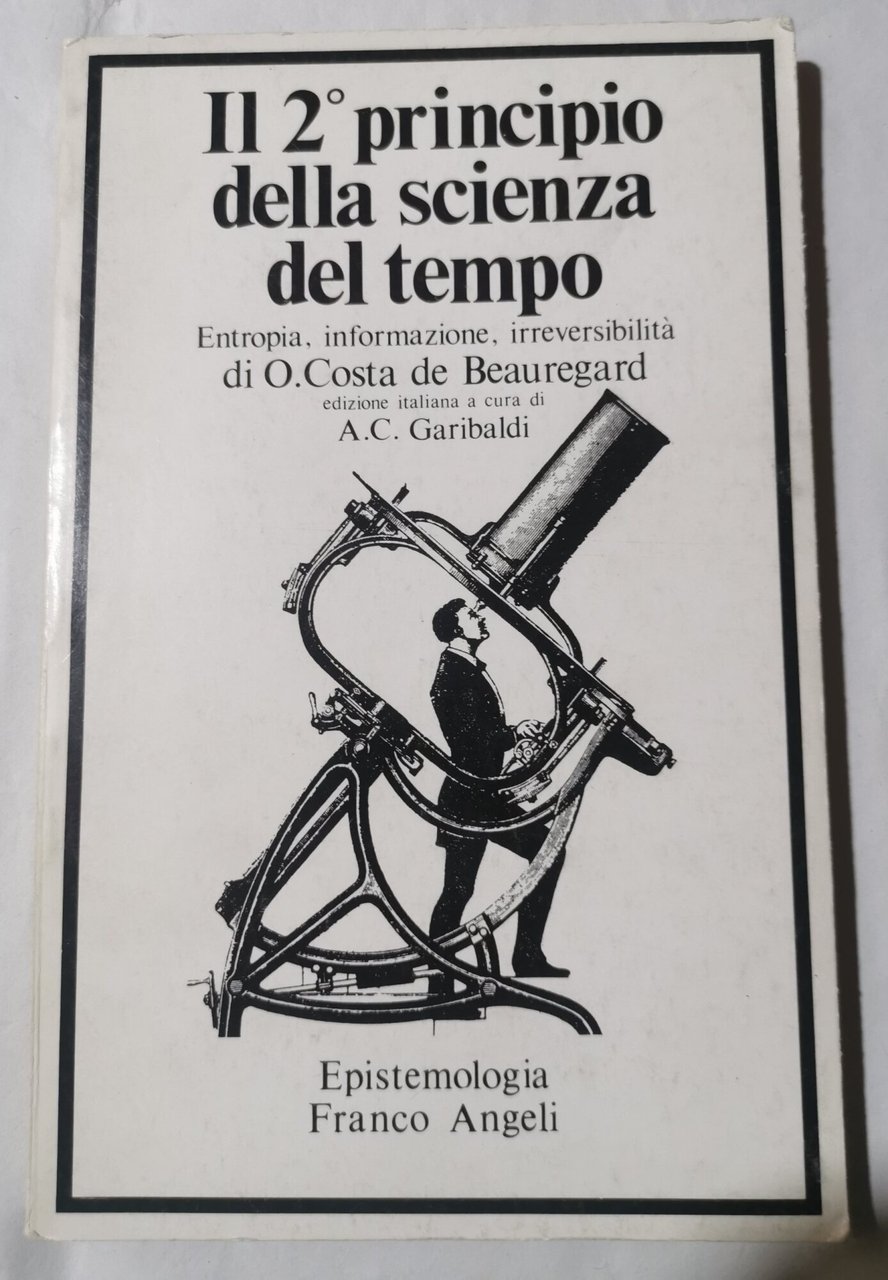 Il 2° principio
della scienza
del tempo
Entropia, informazione, irreversibilità
di O.Costa de Beauregard
edizione italiana a cura di
A.C. Garibaldi
Epistemologia
Franco Angeli